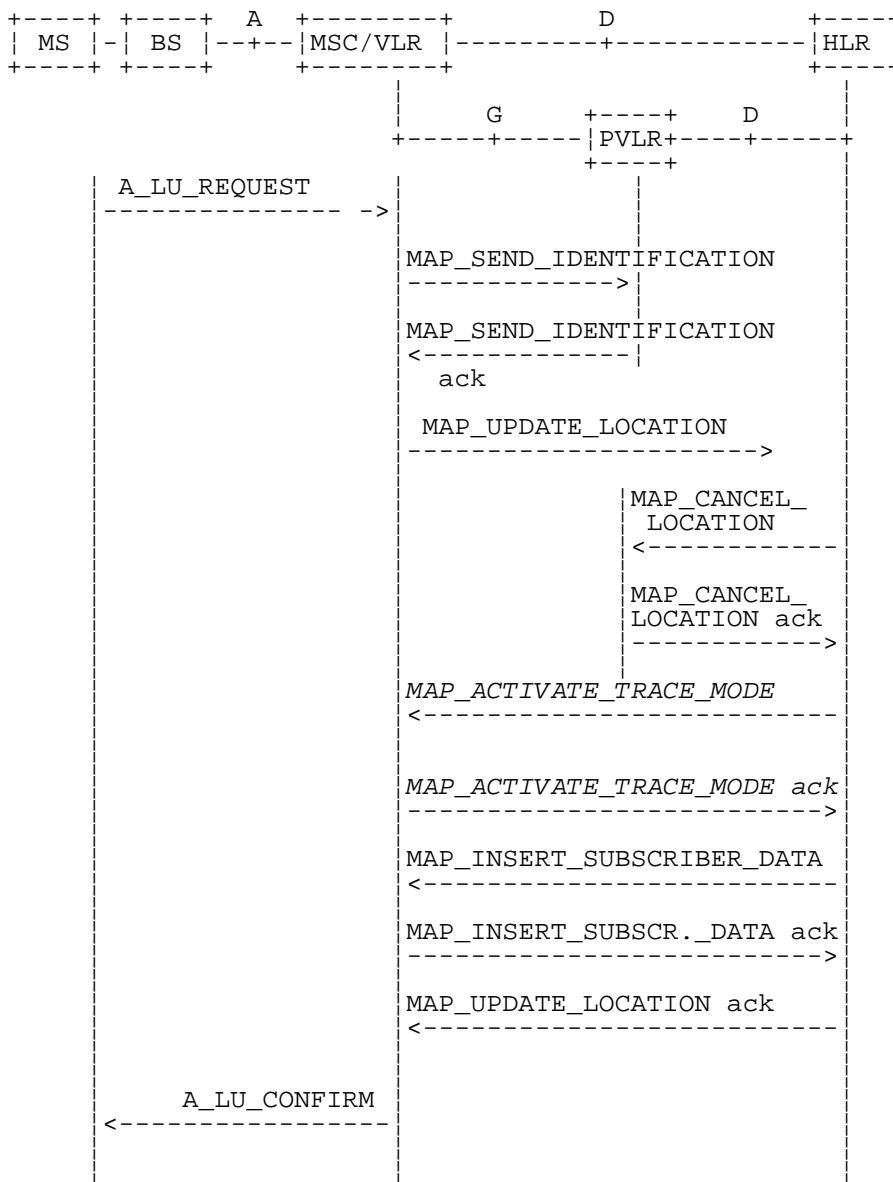 A D
MS BS MSC/VLR HLR
G D
PVLR
A_LU_REQUEST
MAP_SEND_IDENTIFICATION
MAP_SEND_IDENTIFICATION
ack
MAP_UPDATE_LOCATION
MAP_CANCEL_
LOCATION
MAP_CANCEL_
LOCATION ack
MAP_ACTIVATE_TRACE_MODE
MAP_ACTIVATE_TRACE_MODE ack
MAP_INSERT_SUBSCRIBER_DATA
MAP_INSERT_SUBSCR._DATA ack
MAP_UPDATE_LOCATION ack
A_LU_CONFIRM